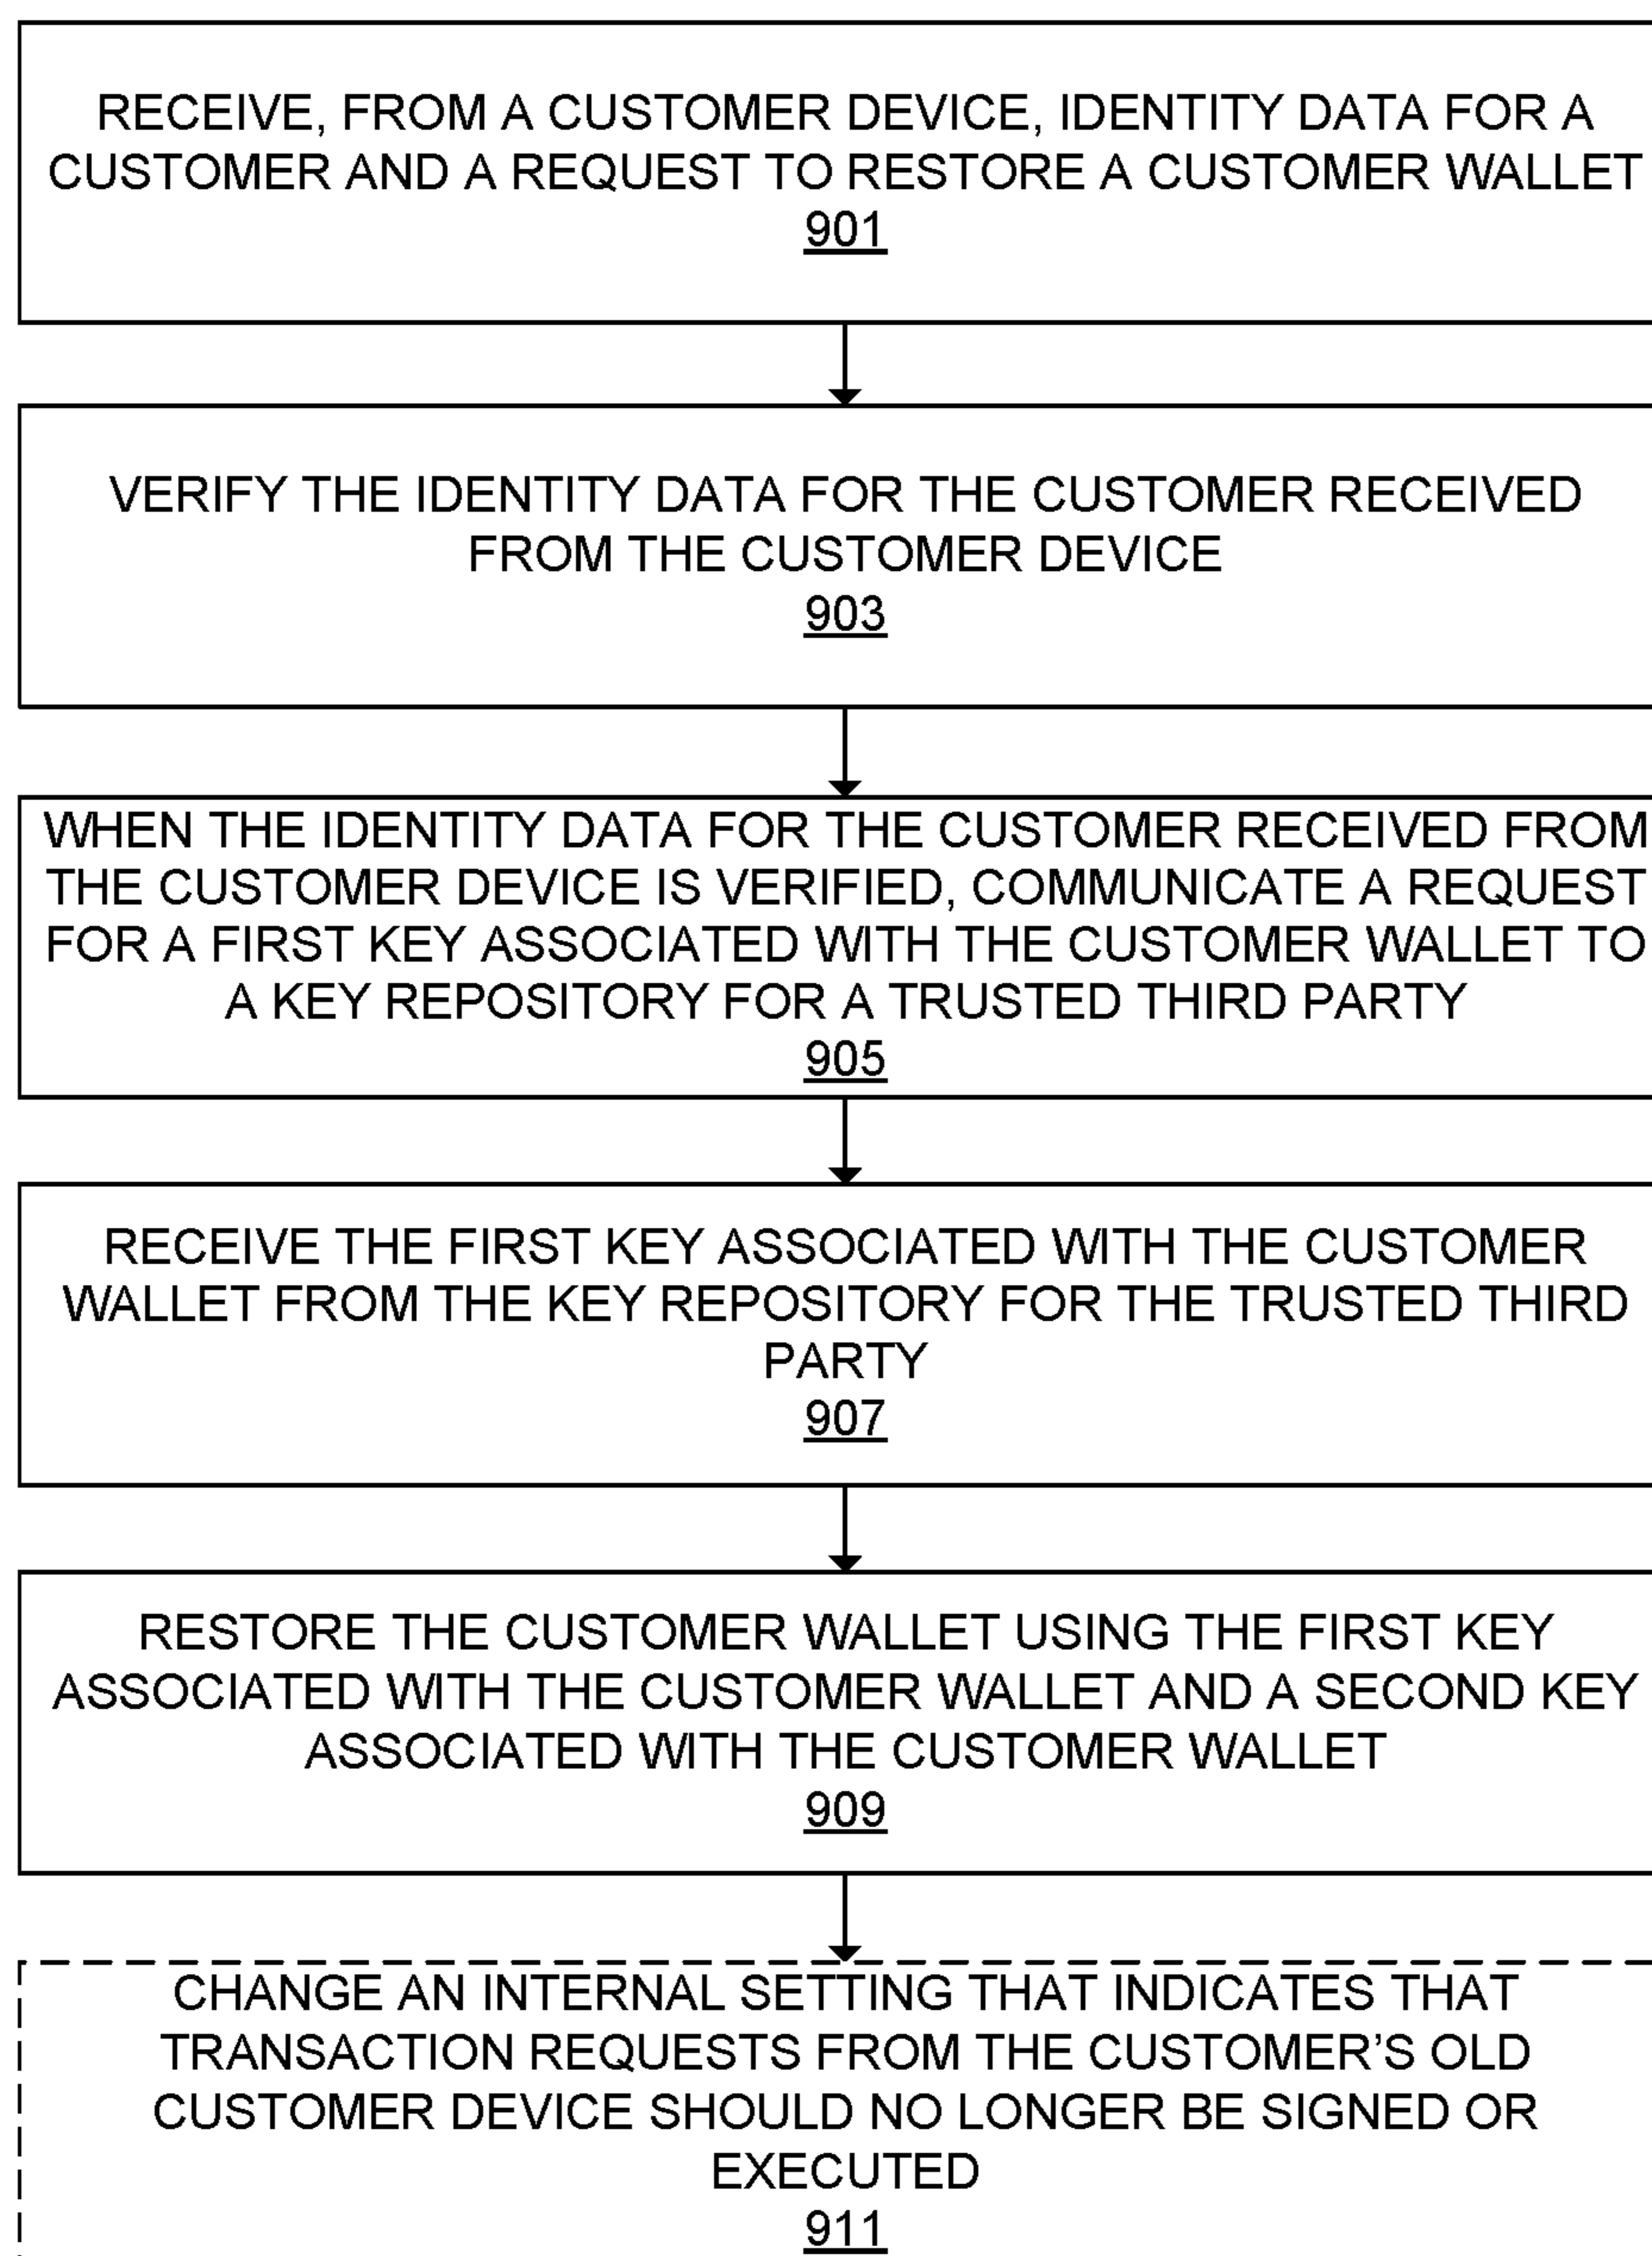 RECEIVE, FROM A CUSTOMER DEVICE, IDENTITY DATA FOR A
CUSTOMER AND A REQUEST TO RESTORE A CUSTOMER WALLET
901
VERIFY THE IDENTITY DATA FOR THE CUSTOMER RECEIVED
FROM THE CUSTOMER DEVICE
903
WHEN THE IDENTITY DATA FOR THE CUSTOMER RECEIVED FROM
THE CUSTOMER DEVICE IS VERIFIED, COMMUNICATE A REQUEST
FOR A FIRST KEY ASSOCIATED WITH THE CUSTOMER WALLET TO
A KEY REPOSITORY FOR A TRUSTED THIRD PARTY
905
RECEIVE THE FIRST KEY ASSOCIATED WITH THE CUSTOMER
WALLET FROM THE KEY REPOSITORY FOR THE TRUSTED THIRD
PARTY
907
RESTORE THE CUSTOMER WALLET USING THE FIRST KEY
ASSOCIATED WITH THE CUSTOMER WALLET AND A SECOND KEY
ASSOCIATED WITH THE CUSTOMER WALLET
909
CHANGE AN INTERNAL SETTING THAT INDICATES THAT
TRANSACTION REQUESTS FROM THE CUSTOMER'S OLD
CUSTOMER DEVICE SHOULD NO LONGER BE SIGNED OR
EXECUTED
911